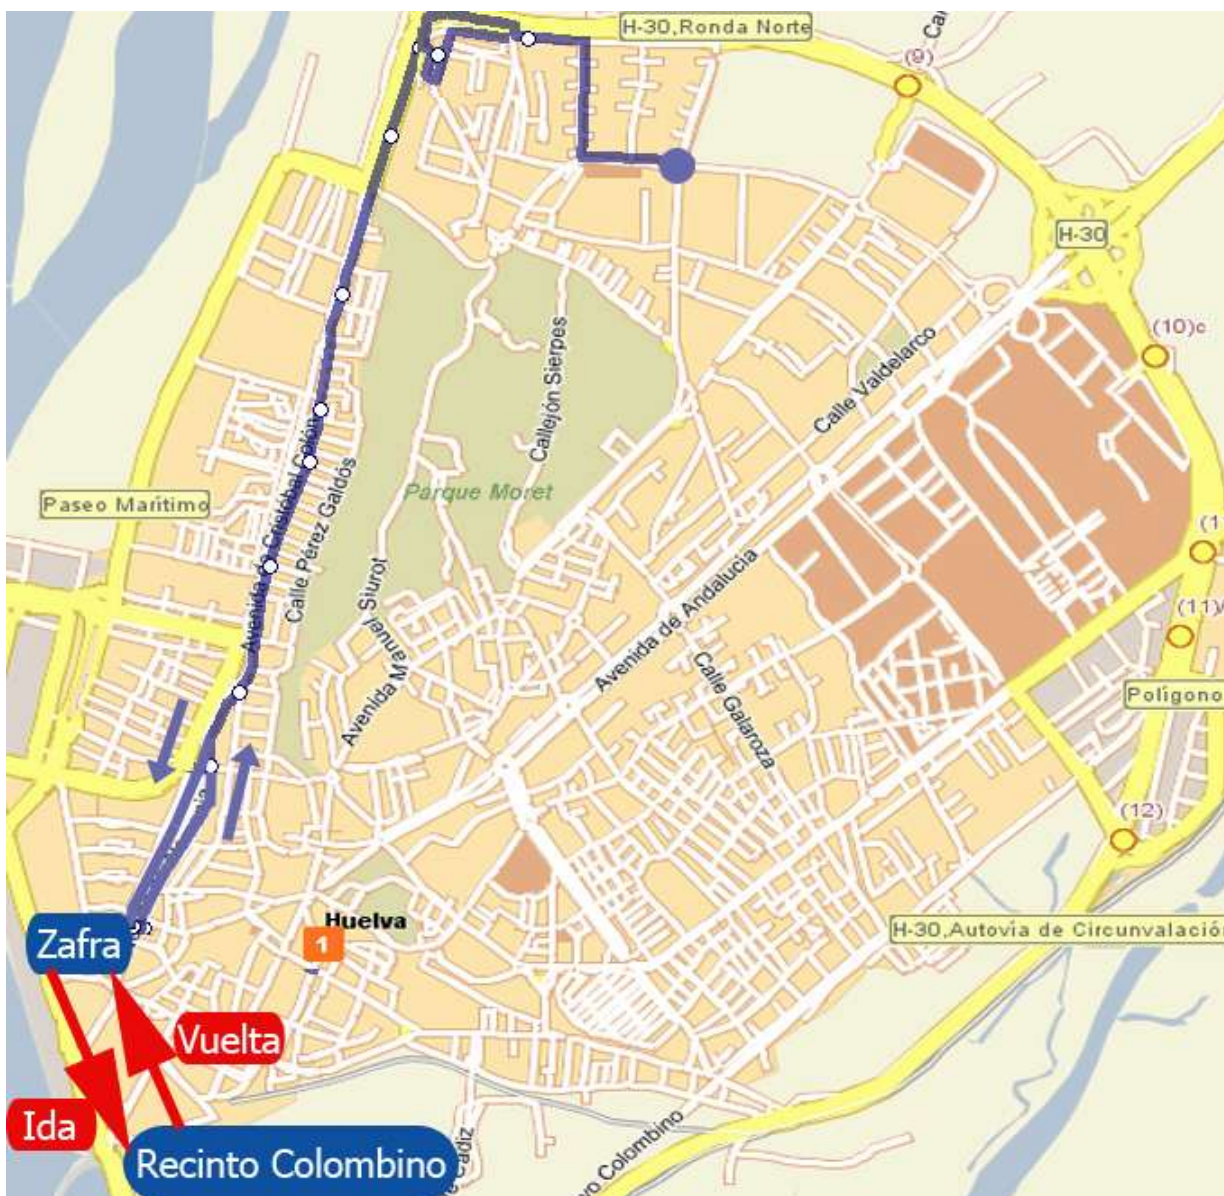 H-30,Ronda Norte
(9)
H-30
(10)c
Calle Valdelarco
Callejón Sierpes
Parque Moret
Paseo Marítimo
Avenida de Cristóbal Colón
Calle Pérez Galdós
Avenida Manuel Siurot
Avenida de Andalucía
Calle Galaroza
(11)
Polígono
(12)
Huelva
1
H-30,Autovía de Circunvalación
Zafra
Vuelta
Ida
Recinto Colombino